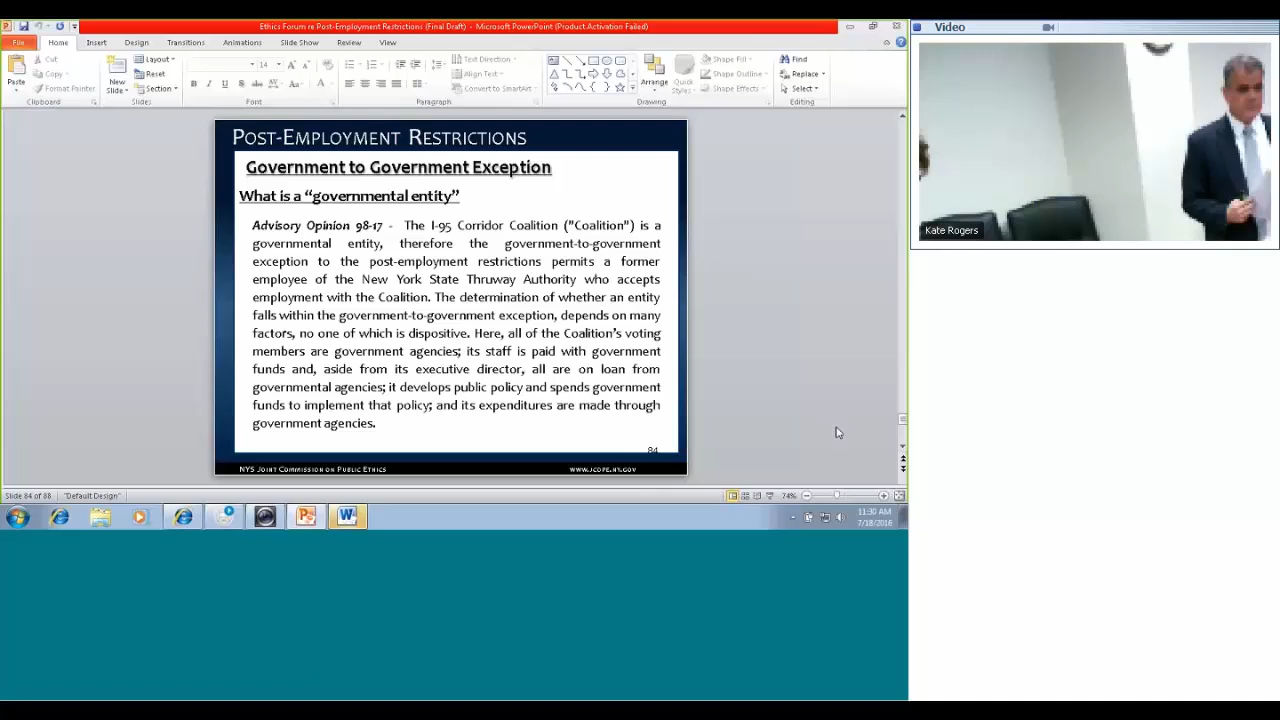 Ethics Forum re Post-Employment Restrictions (Final Draft) - Microsoft PowerPoint (Product Activation Failed)
File Home Insert Design Transitions Animations Slide Show Review View
Paste
Cut
Copy
Format Painter
Clipboard
New Slide
Layout
Reset
Section
Slides
14
Font
Paragraph
Text Direction
Align Text
Convert to SmartArt
Arrange
Quick Styles
Shape Fill
Shape Outline
Shape Effects
Drawing
Find
Replace
Select
Editing
Video
Kate Rogers
POST-EMPLOYMENT RESTRICTIONS
Government to Government Exception
What is a “governmental entity”
Advisory Opinion 98-17 - The I-95 Corridor Coalition ("Coalition") is a
governmental entity, therefore the government-to-government
exception to the post-employment restrictions permits a former
employee of the New York State Thruway Authority who accepts
employment with the Coalition. The determination of whether an entity
falls within the government-to-government exception, depends on many
factors, no one of which is dispositive. Here, all of the Coalition’s voting
members are government agencies; its staff is paid with government
funds and, aside from its executive director, all are on loan from
governmental agencies; it develops public policy and spends government
funds to implement that policy; and its expenditures are made through
government agencies.
84
NYS JOINT COMMISSION ON PUBLIC ETHICS WWW.JCOPE.NY.GOV
Slide 84 of 88 "Default Design" 74%
11:30 AM
7/18/2016